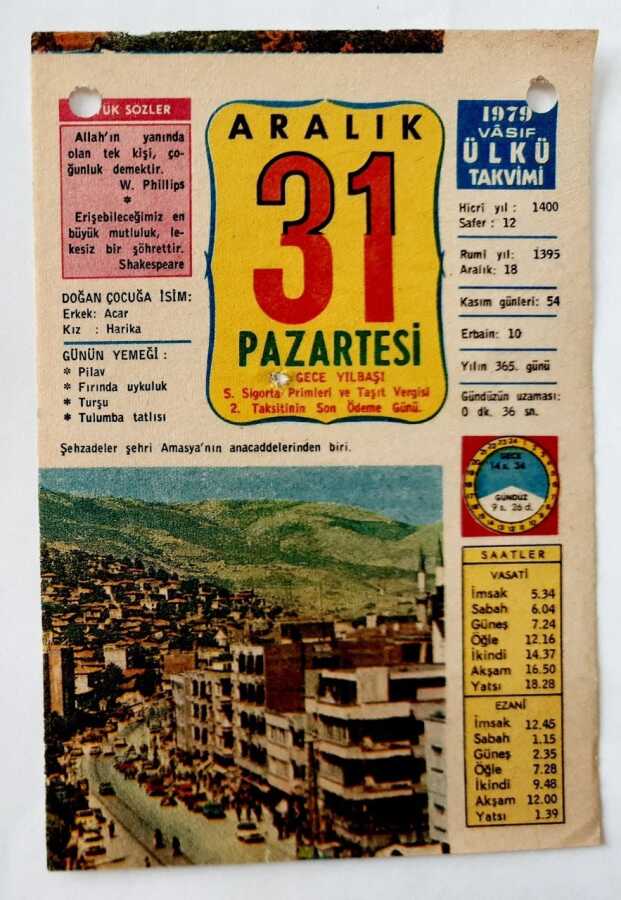 YÜK SÖZLER
Allah'ın yanında
olan tek kişi, ço-
ğunluk demektir.
W. Phillips
*
Erişebileceğimiz en
büyük mutluluk, le-
kesiz bir şöhrettir.
Shakespeare
DOĞAN ÇOCUĞA İSİM:
Erkek: Acar
Kız : Harika
GÜNÜN YEMEĞİ :
* Pilav
* Fırında uykuluk
* Turşu
* Tulumba tatlısı
ARALIK
31
PAZARTESİ
GECE YILBAŞI
S. Sigorta Primleri ve Taşıt Vergisi
2. Taksitinin Son Ödeme Günü.
1979
VÂSIF
ÜLKÜ
TAKVİMİ
Hicrî yıl : 1400
Safer : 12
Rumî yıl: 1395
Aralık: 18
Kasım günleri: 54
Erbain: 10
Yılın 365. günü
Gündüzün uzaması:
0 dk. 36 sn.
Şehzadeler şehri Amasya'nın anacaddelerinden biri.
GECE
14 s. 34
GÜNDÜZ
9 s. 26 d.
SAATLER
VASATİ
İmsak 5.34
Sabah 6.04
Güneş 7.24
Öğle 12.16
İkindi 14.37
Akşam 16.50
Yatsı 18.28
EZANİ
İmsak 12.45
Sabah 1.15
Güneş 2.35
Öğle 7.28
İkindi 9.48
Akşam 12.00
Yatsı 1.39